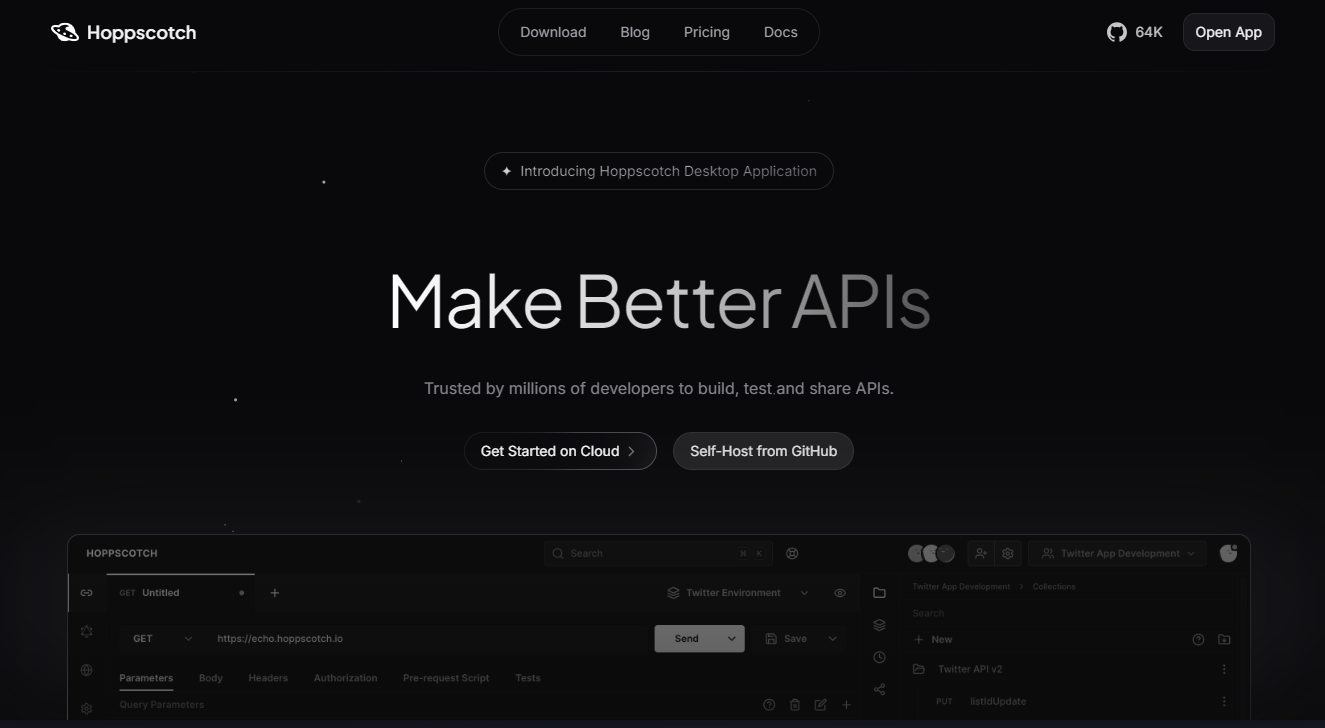 Hoppscotch
Download Blog Pricing Docs
64K
Open App
Introducing Hoppscotch Desktop Application
Make Better APIs
Trusted by millions of developers to build, test and share APIs.
Get Started on Cloud
Self-Host from GitHub
HOPPSCOTCH
Search
⌘ K
Twitter App Development
GET Untitled
Twitter Environment
Twitter App Development > Collections
Search
GET
https://echo.hoppscotch.io
Send
Save
New
Parameters Body Headers Authorization Pre-request Script Tests
Twitter API v2
Query Parameters
PUT listIdUpdate